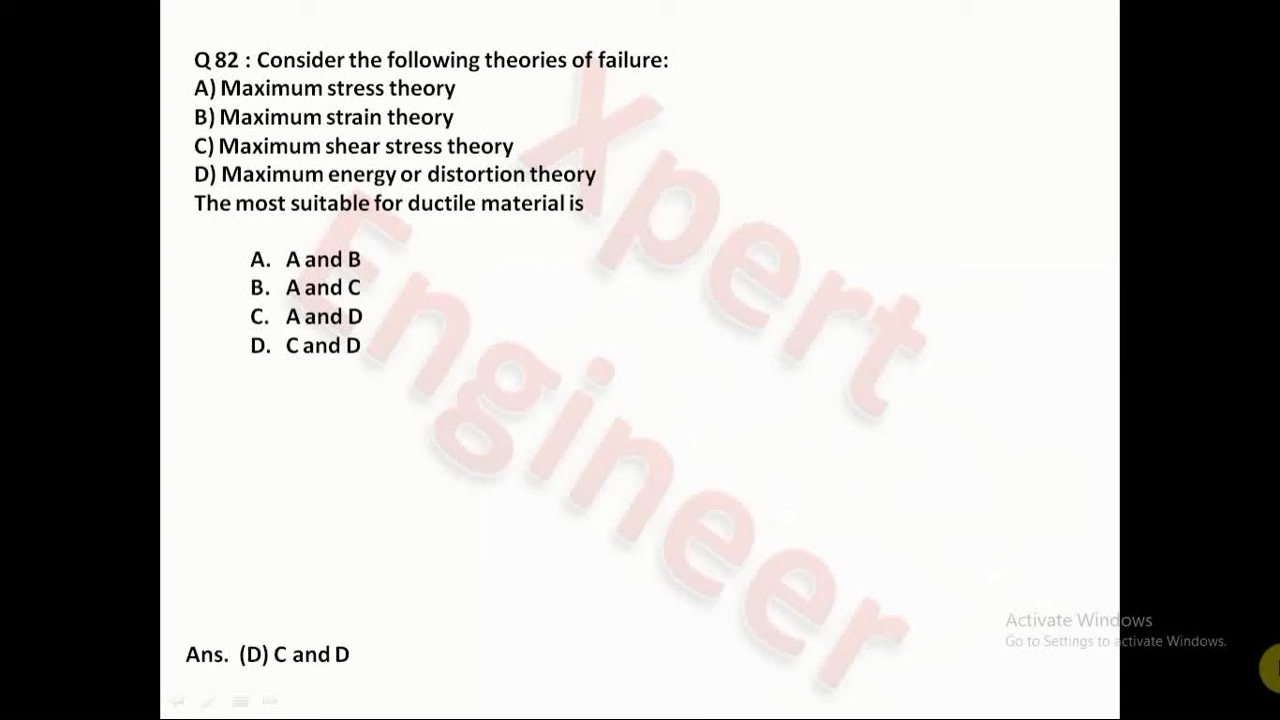 Q 82 : Consider the following theories of failure:
A) Maximum stress theory
B) Maximum strain theory
C) Maximum shear stress theory
D) Maximum energy or distortion theory
The most suitable for ductile material is
A. A and B
B. A and C
C. A and D
D. C and D
Xpert
Engineer
Activate Windows
Go to Settings to activate Windows.
Ans. (D) C and D